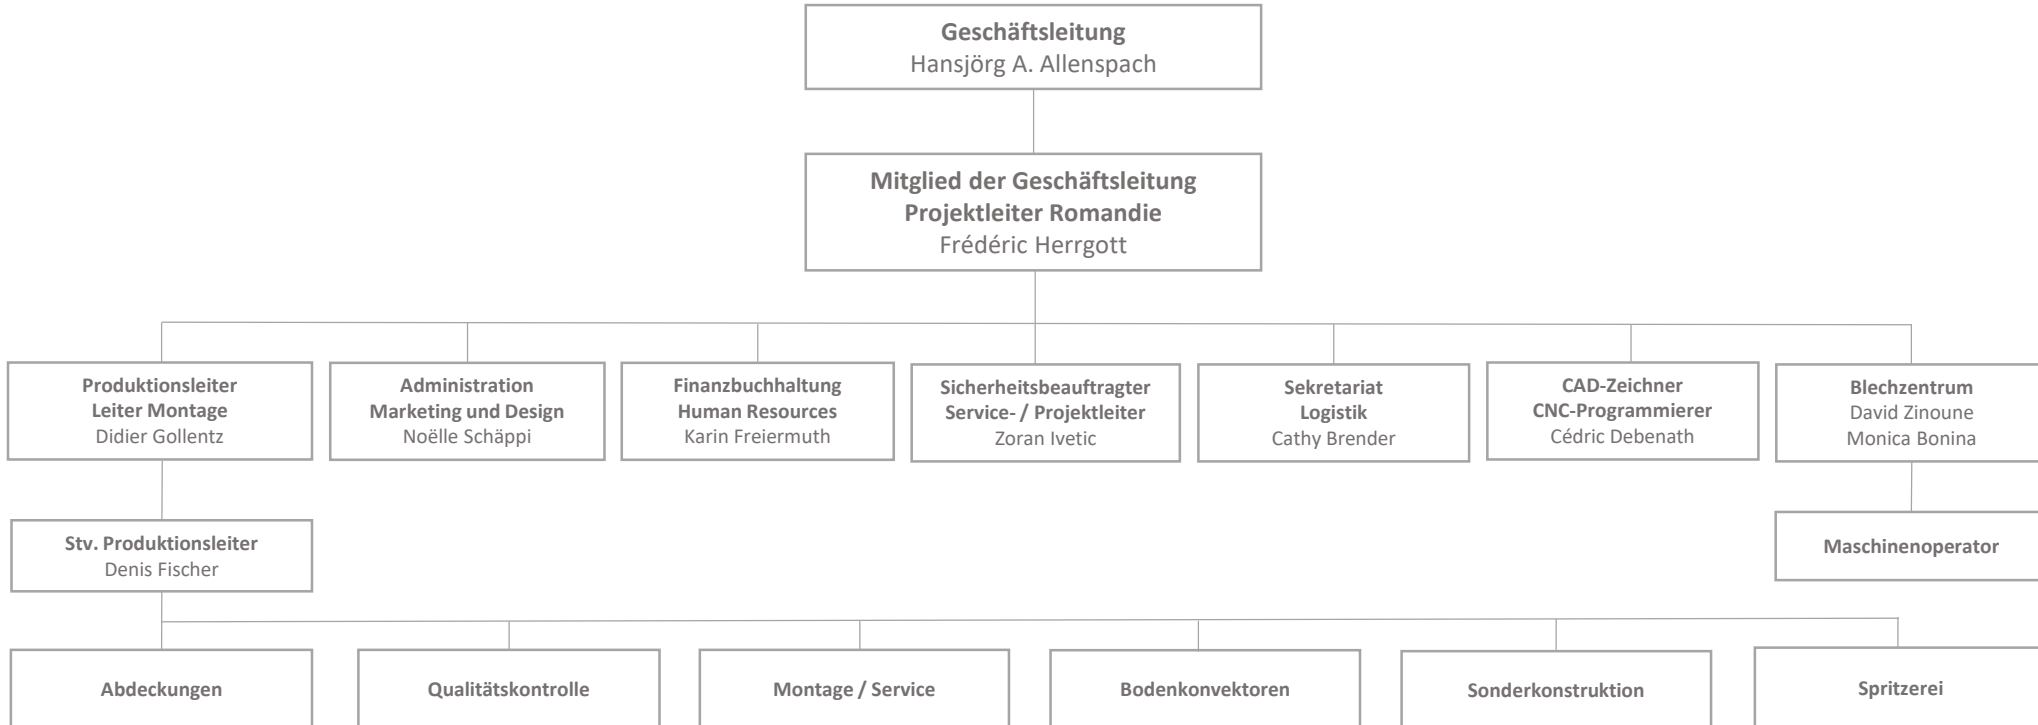 Geschäftsleitung
Hansjörg A. Allenspach
Mitglied der Geschäftsleitung
Projektleiter Romandie
Frédéric Herrgott
Produktionsleiter
Leiter Montage
Didier Gollentz
Administration
Marketing und Design
Noëlle Schäppi
Finanzbuchhaltung
Human Resources
Karin Freiermuth
Sicherheitsbeauftragter
Service- / Projektleiter
Zoran Ivetic
Sekretariat
Logistik
Cathy Brender
CAD-Zeichner
CNC-Programmierer
Cédric Debenath
Blechzentrum
David Zinoune
Monica Bonina
Stv. Produktionsleiter
Denis Fischer
Maschinenoperator
Abdeckungen
Qualitätskontrolle
Montage / Service
Bodenkonvektoren
Sonderkonstruktion
Spritzerei